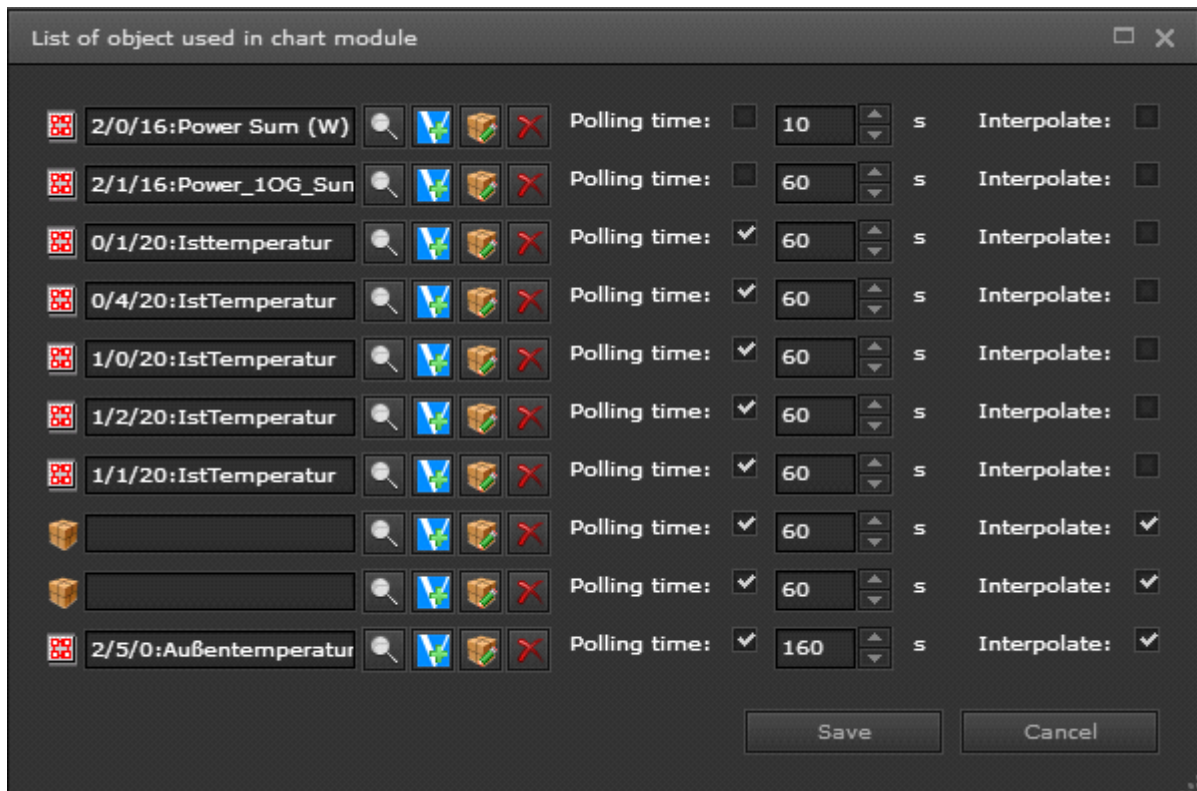 List of object used in chart module
2/0/16:Power Sum (W) Polling time: 10 s Interpolate:
2/1/16:Power_1OG_Sun Polling time: 60 s Interpolate:
0/1/20:Isttemperatur Polling time: 60 s Interpolate:
0/4/20:IstTemperatur Polling time: 60 s Interpolate:
1/0/20:IstTemperatur Polling time: 60 s Interpolate:
1/2/20:IstTemperatur Polling time: 60 s Interpolate:
1/1/20:IstTemperatur Polling time: 60 s Interpolate:
Polling time: 60 s Interpolate:
Polling time: 60 s Interpolate:
2/5/0:Außentemperatur Polling time: 160 s Interpolate:
Save Cancel